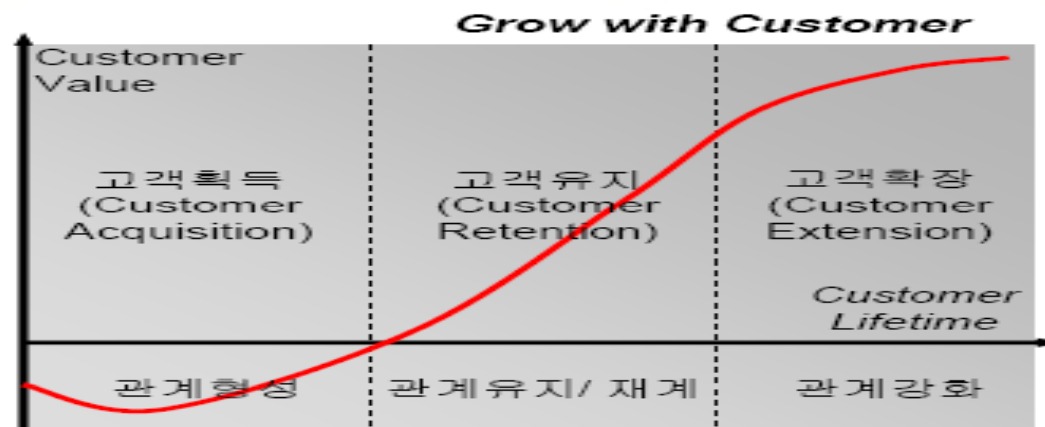 Grow with Customer
Customer
Value
고객획득
(Customer
Acquisition)
고객유지
(Customer
Retention)
고객확장
(Customer
Extension)
Customer
Lifetime
관계형성
관계유지/ 재계
관계강화